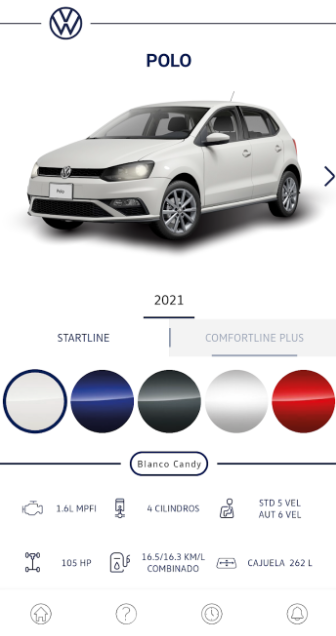 POLO
Polo
2021
STARTLINE
COMFORTLINE PLUS
Blanco Candy
1.6L MPFI
4 CILINDROS
STD 5 VEL
AUT 6 VEL
105 HP
16.5/16.3 KM/L
COMBINADO
CAJUELA 262 L